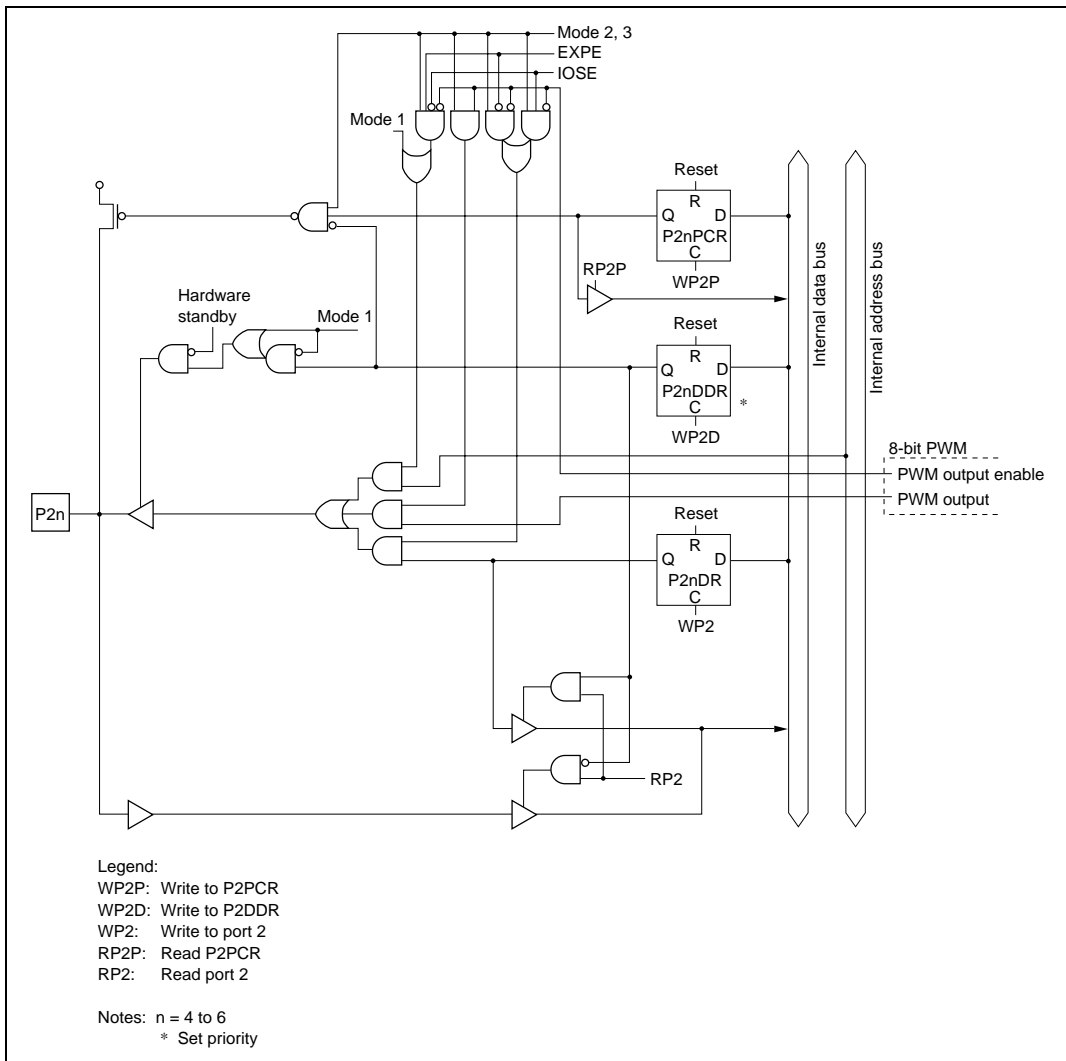 Mode 2, 3
EXPE
IOSE
Mode 1
Reset
R
Q D
P2nPCR
C
WP2P
RP2P
Hardware
standby
Mode 1
Reset
R
Q D
P2nDDR
C
*
WP2D
Internal data bus
Internal address bus
8-bit PWM
PWM output enable
PWM output
P2n
Reset
R
Q D
P2nDR
C
WP2
RP2
Legend:
WP2P: Write to P2PCR
WP2D: Write to P2DDR
WP2: Write to port 2
RP2P: Read P2PCR
RP2: Read port 2
Notes: n = 4 to 6
* Set priority